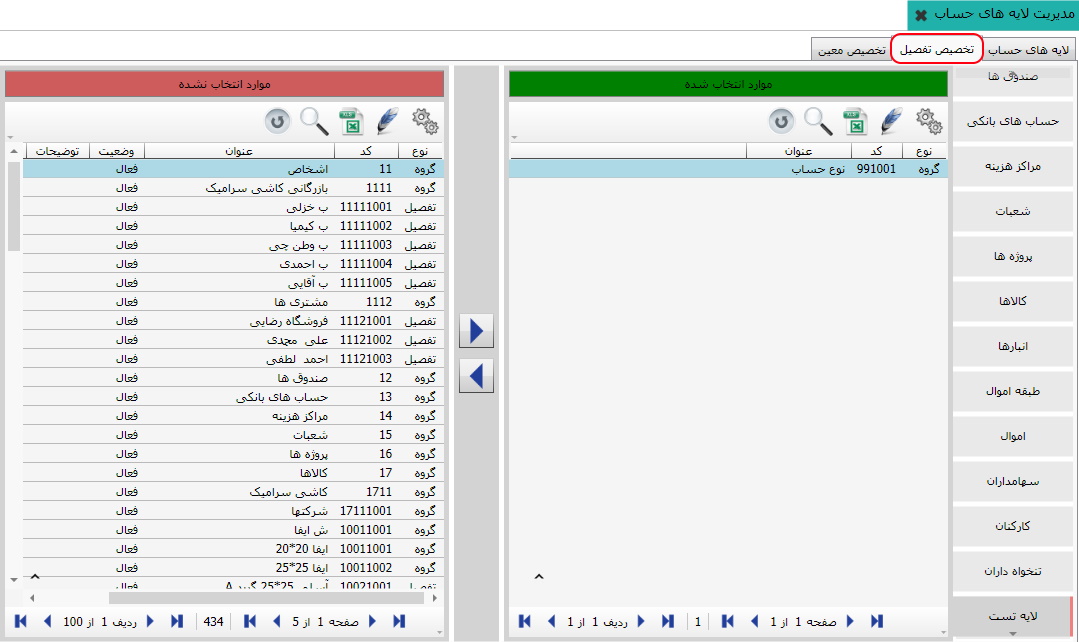 مدیریت لایه های حساب
لایه های حساب
تخصیص تفصیل
تخصیص معین
صندوق ها
حساب های بانکی
مراکز هزینه
شعبات
پروژه ها
کالاها
انبارها
طبقه اموال
اموال
سهامداران
کارکنان
تنخواه داران
لایه تست
موارد انتخاب شده
نوع کد عنوان
گروه 991001 نوع حساب
صفحه 1 از 1
1
ردیف 1 از 1
موارد انتخاب نشده
نوع کد عنوان وضعیت توضیحات
گروه 11 اشخاص فعال
گروه 1111 بازرگانی کاشی سرامیک فعال
تفصیل 11111001 ب خزلی فعال
تفصیل 11111002 ب کیمیا فعال
تفصیل 11111003 ب وطن چی فعال
تفصیل 11111004 ب احمدی فعال
تفصیل 11111005 ب آقایی فعال
گروه 1112 مشتری ها فعال
تفصیل 11121001 فروشگاه رضایی فعال
تفصیل 11121002 علی مجدی فعال
تفصیل 11121003 احمد لطفی فعال
گروه 12 صندوق ها فعال
گروه 13 حساب های بانکی فعال
گروه 14 مراکز هزینه فعال
گروه 15 شعبات فعال
گروه 16 پروژه ها فعال
گروه 17 کالاها فعال
گروه 1711 کاشی سرامیک فعال
گروه 17111001 شرکتها فعال
گروه 10011001 ش ایفا فعال
گروه 10011001 ایفا 20*20 فعال
گروه 10011002 ایفا 25*25 فعال
تفصیل 10021001 25*25 گرید A فعال
صفحه 1 از 5
434
ردیف 1 از 100